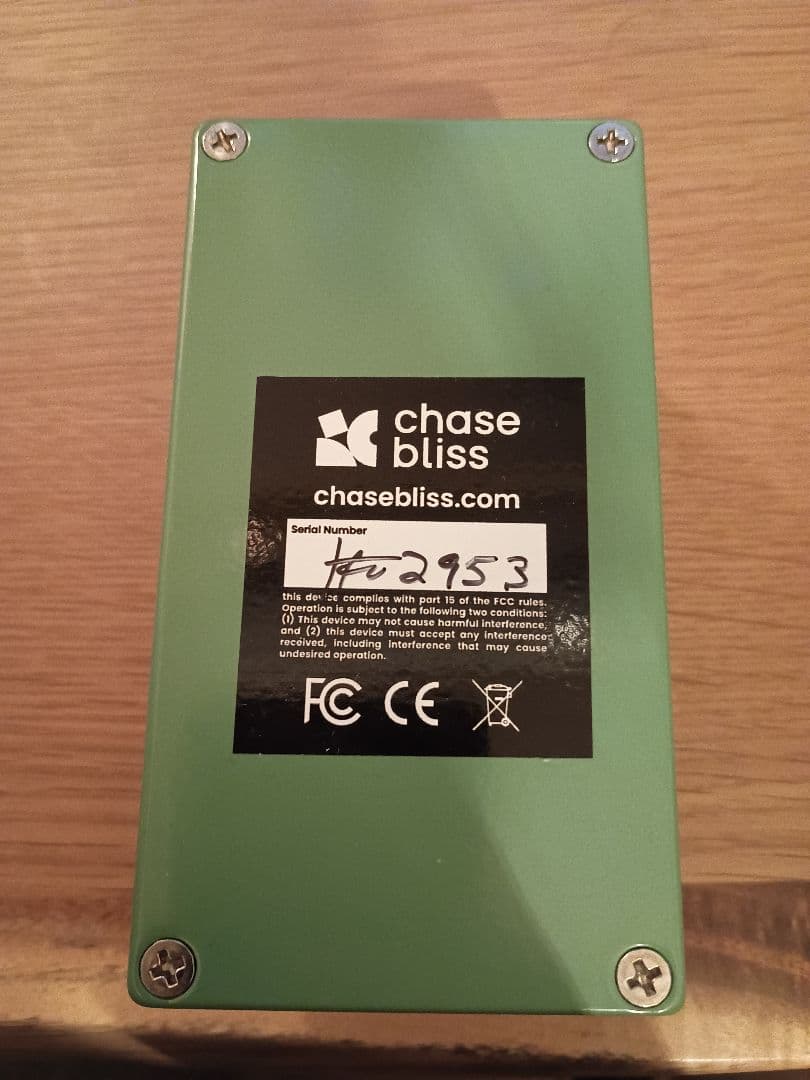 chase
bliss
chasebliss.com
Serial Number
2953
this device complies with part 15 of the FCC rules.
Operation is subject to the following two conditions:
(1) This device may not cause harmful interference,
and (2) this device must accept any interference
received, including interference that may cause
undesired operation.
FC CE